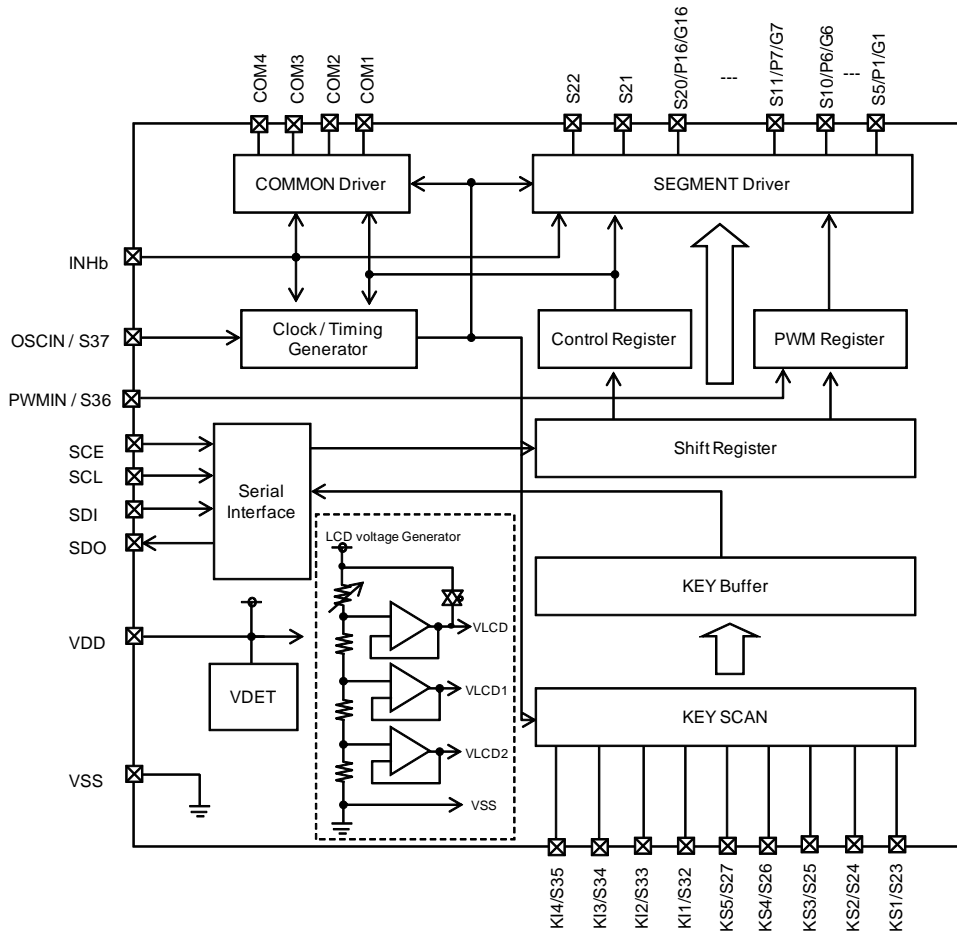 COM4
COM3
COM2
COM1
S22
S21
S20/P16/G16
---
S11/P7/G7
S10/P6/G6
---
S5/P1/G1
COMMON Driver
SEGMENT Driver
INHb
OSCIN / S37
Clock / Timing
Generator
Control Register
PWM Register
PWMIN / S36
SCE
SCL
SDI
SDO
Serial
Interface
Shift Register
LCD voltage Generator
KEY Buffer
VLCD
VDD
VDET
VLCD1
KEY SCAN
VLCD2
VSS
VSS
KI4/S35
KI3/S34
KI2/S33
KI1/S32
KS5/S27
KS4/S26
KS3/S25
KS2/S24
KS1/S23